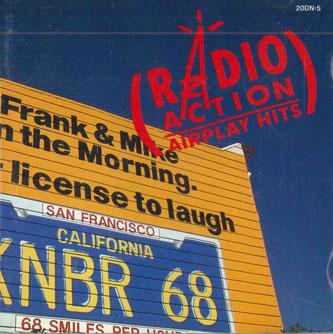 20DN-5
RADIO
ACTION
AIRPLAY HITS
Frank & Mike
n the Morning.
license to laugh
SAN FRANCISCO
CALIFORNIA
KNBR 68
68 SMILES PER HOUR